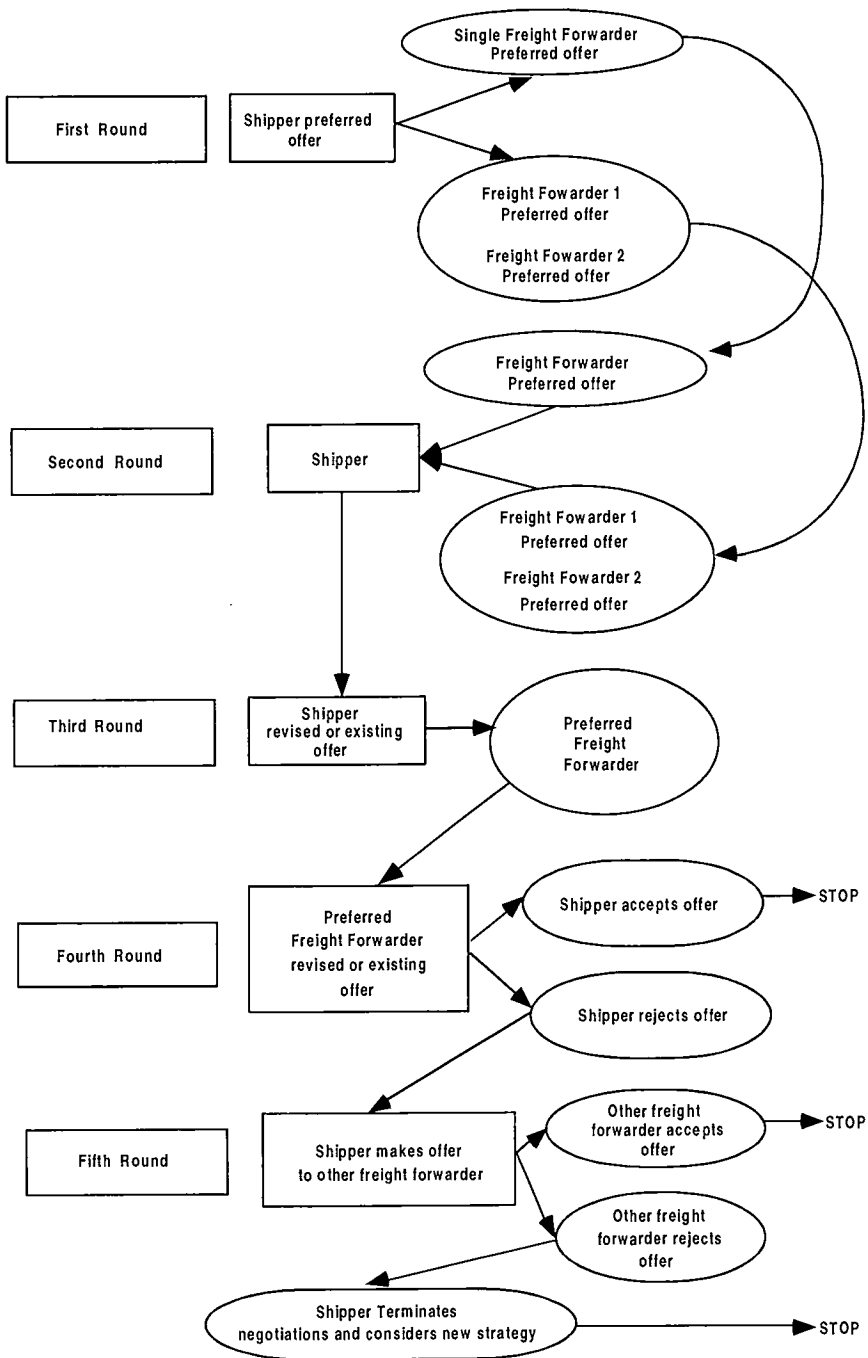 Single Freight Forwarder
Preferred offer
First Round
Shipper preferred
offer
Freight Fowarder 1
Preferred offer
Freight Fowarder 2
Preferred offer
Freight Forwarder
Preferred offer
Second Round
Shipper
Freight Fowarder 1
Preferred offer
Freight Fowarder 2
Preferred offer
Third Round
Shipper
revised or existing
offer
Preferred
Freight
Forwarder
Fourth Round
Preferred
Freight Forwarder
revised or existing
offer
Shipper accepts offer
STOP
Shipper rejects offer
Fifth Round
Shipper makes offer
to other freight forwarder
Other freight
forwarder accepts
offer
STOP
Other freight
forwarder rejects
offer
Shipper Terminates
negotiations and considers new strategy
STOP